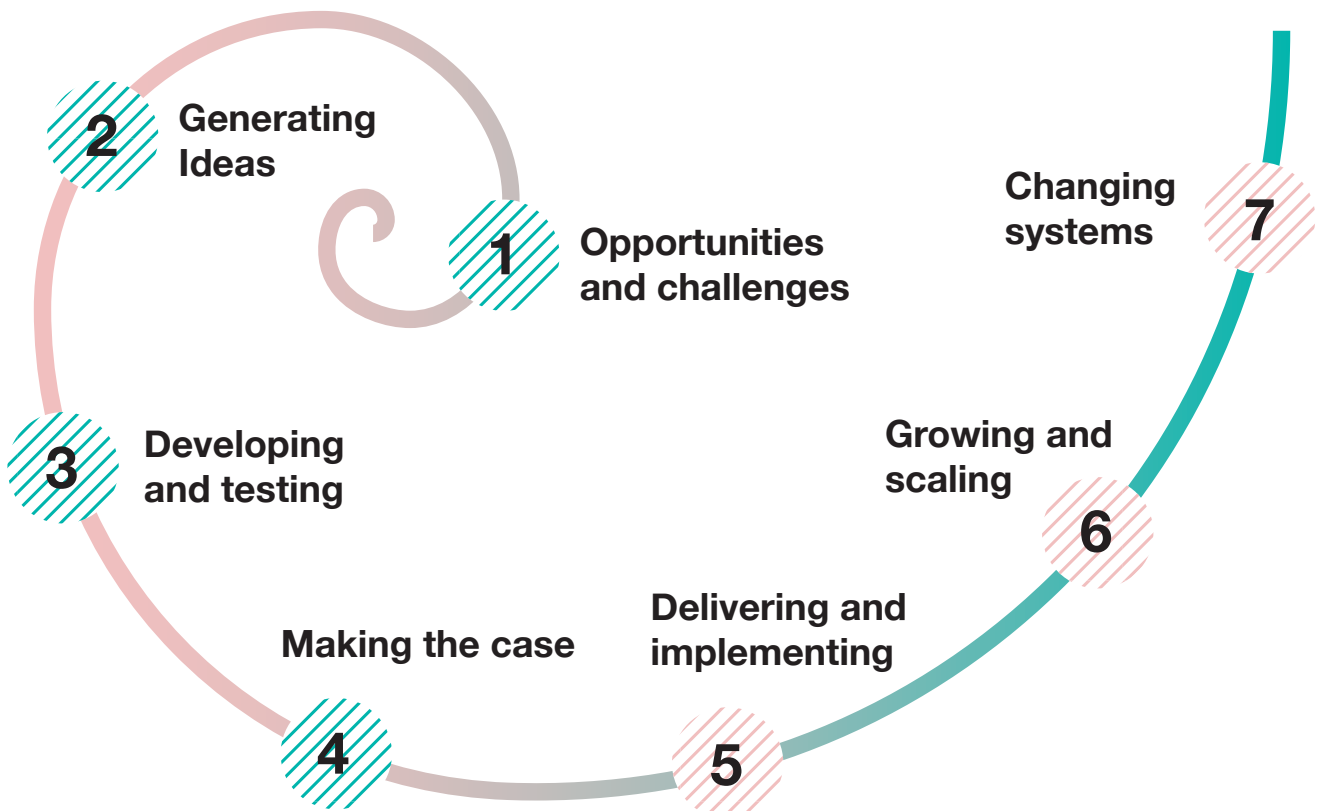 1
Opportunities
and challenges
2
Generating
Ideas
3
Developing
and testing
4
Making the case
5
Delivering and
implementing
6
Growing and
scaling
7
Changing
systems